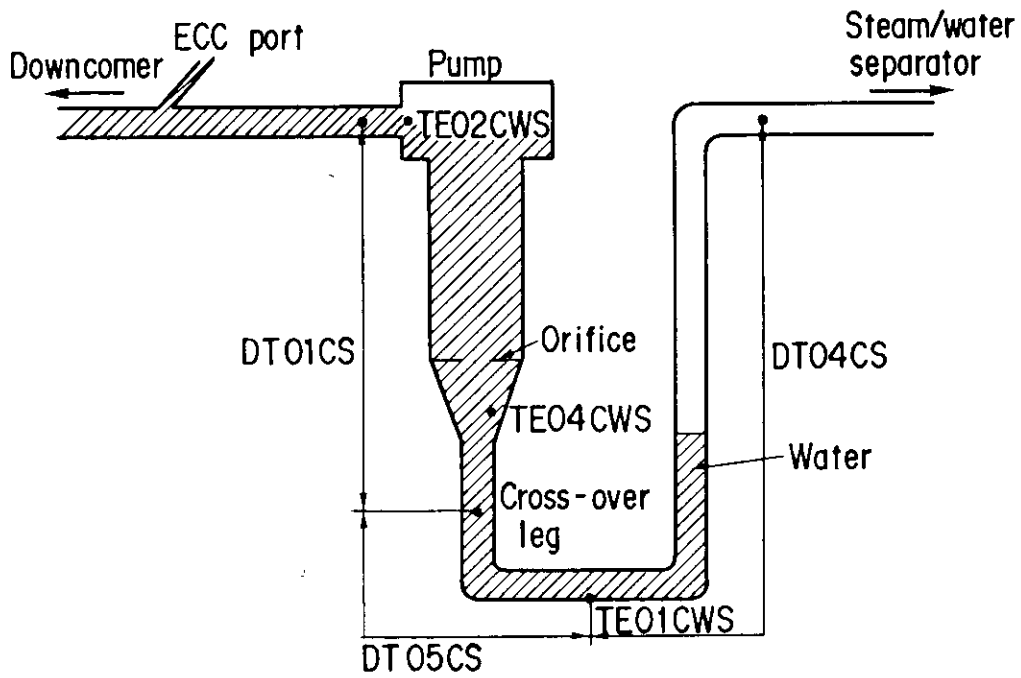 ECC port
Downcomer
Pump
Steam/water
separator
TE02CWS
DT01CS
Orifice
DT04CS
TE04CWS
Water
Cross-over
leg
TE01CWS
DT05CS